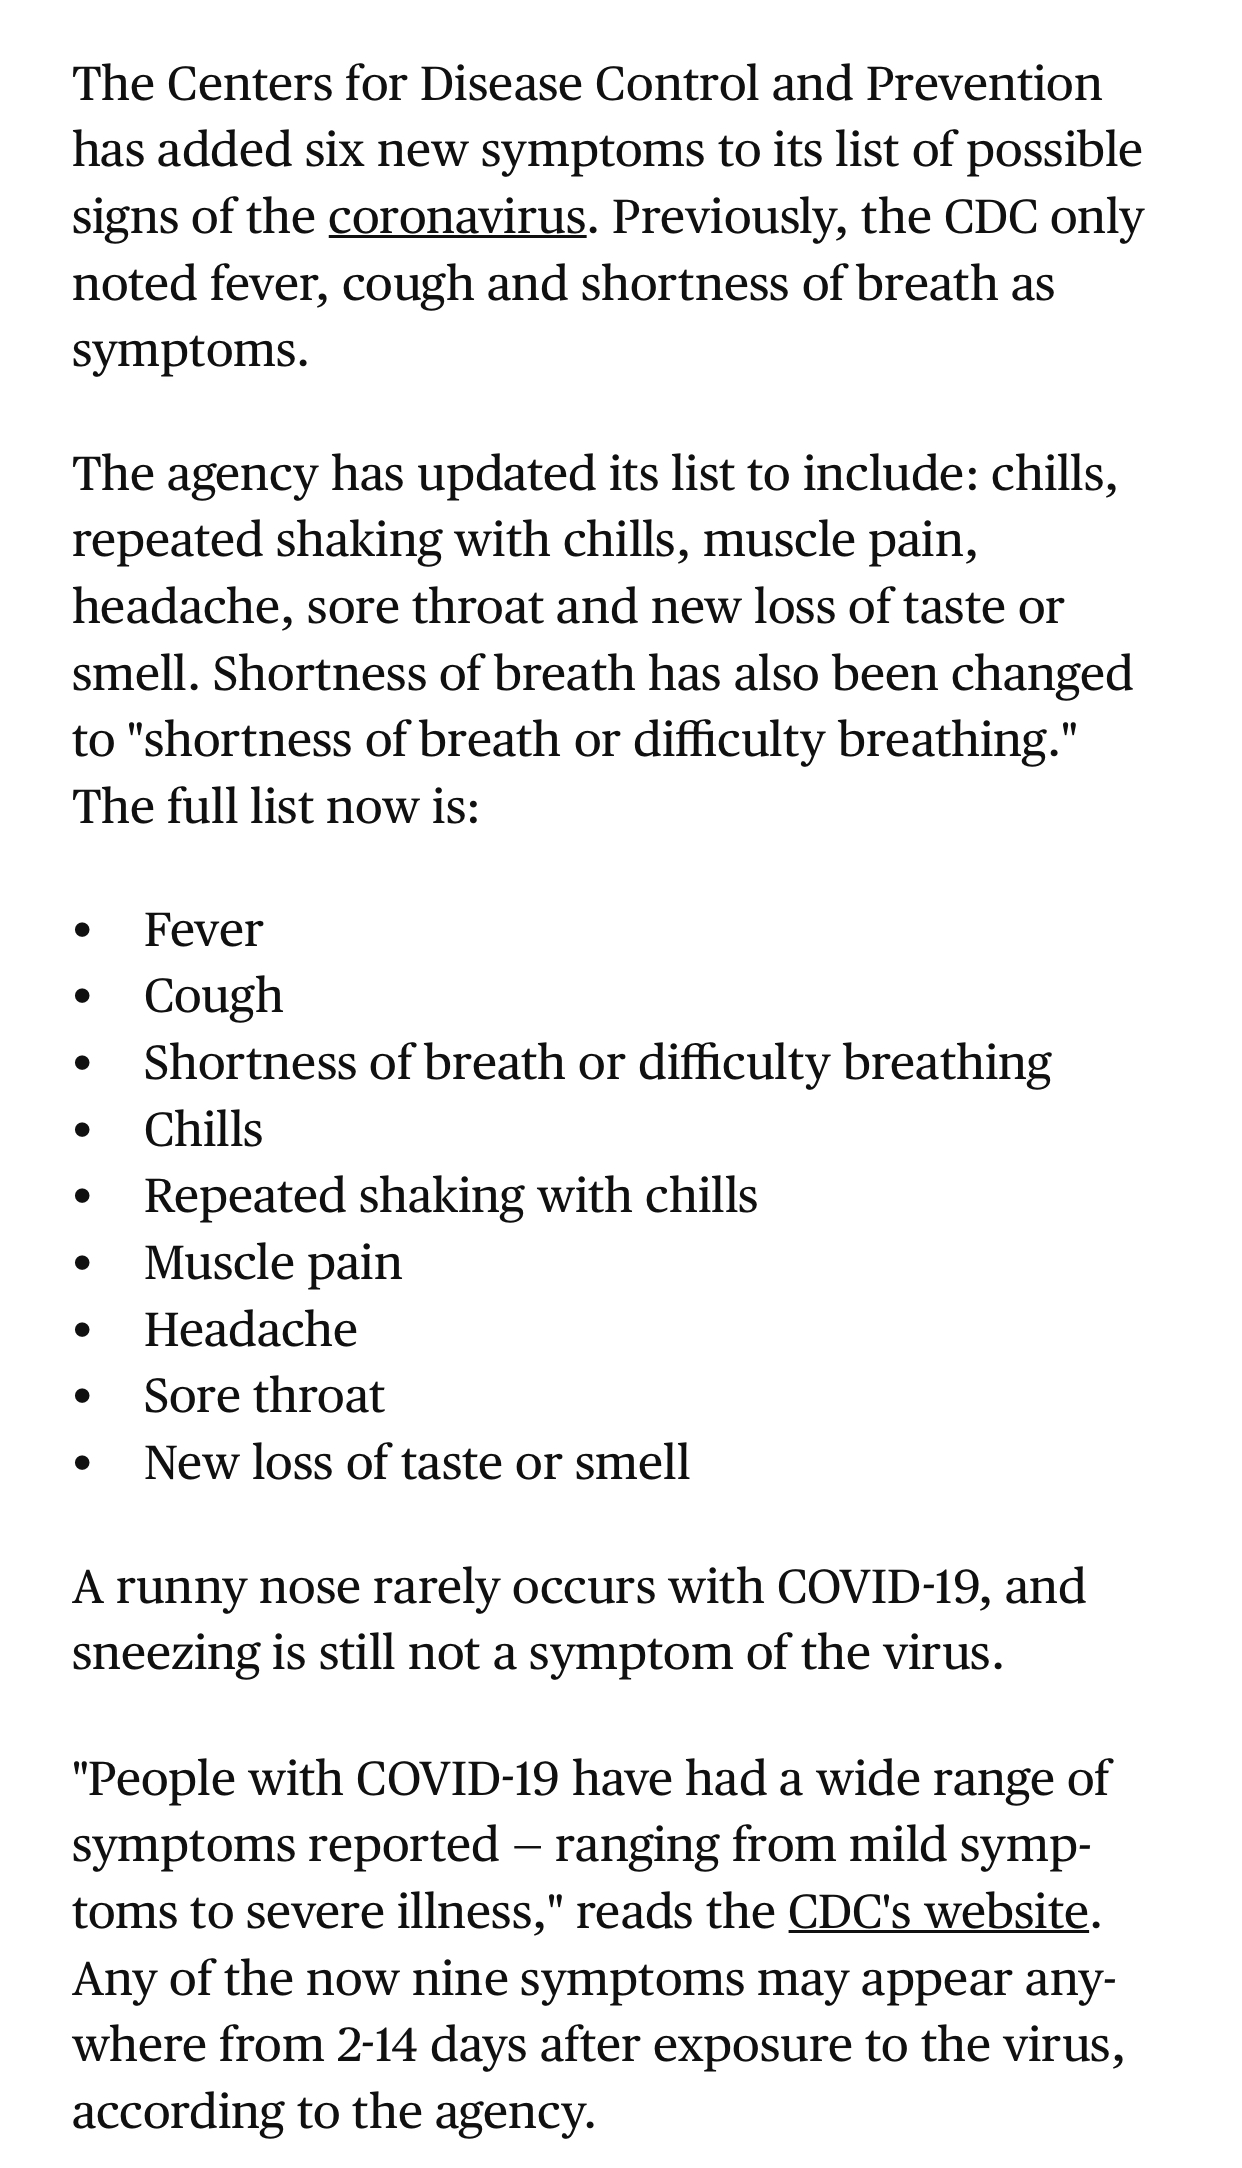 The Centers for Disease Control and Prevention
has added six new symptoms to its list of possible
signs of the coronavirus. Previously, the CDC only
noted fever, cough and shortness of breath as
symptoms.
The agency has updated its list to include: chills,
repeated shaking with chills, muscle pain,
headache, sore throat and new loss of taste or
smell. Shortness of breath has also been changed
to "shortness of breath or difficulty breathing."
The full list now is:
• Fever
• Cough
• Shortness of breath or difficulty breathing
• Chills
• Repeated shaking with chills
• Muscle pain
• Headache
• Sore throat
• New loss of taste or smell
A runny nose rarely occurs with COVID-19, and
sneezing is still not a symptom of the virus.
"People with COVID-19 have had a wide range of
symptoms reported – ranging from mild symp-
toms to severe illness," reads the CDC's website.
Any of the now nine symptoms may appear any-
where from 2-14 days after exposure to the virus,
according to the agency.